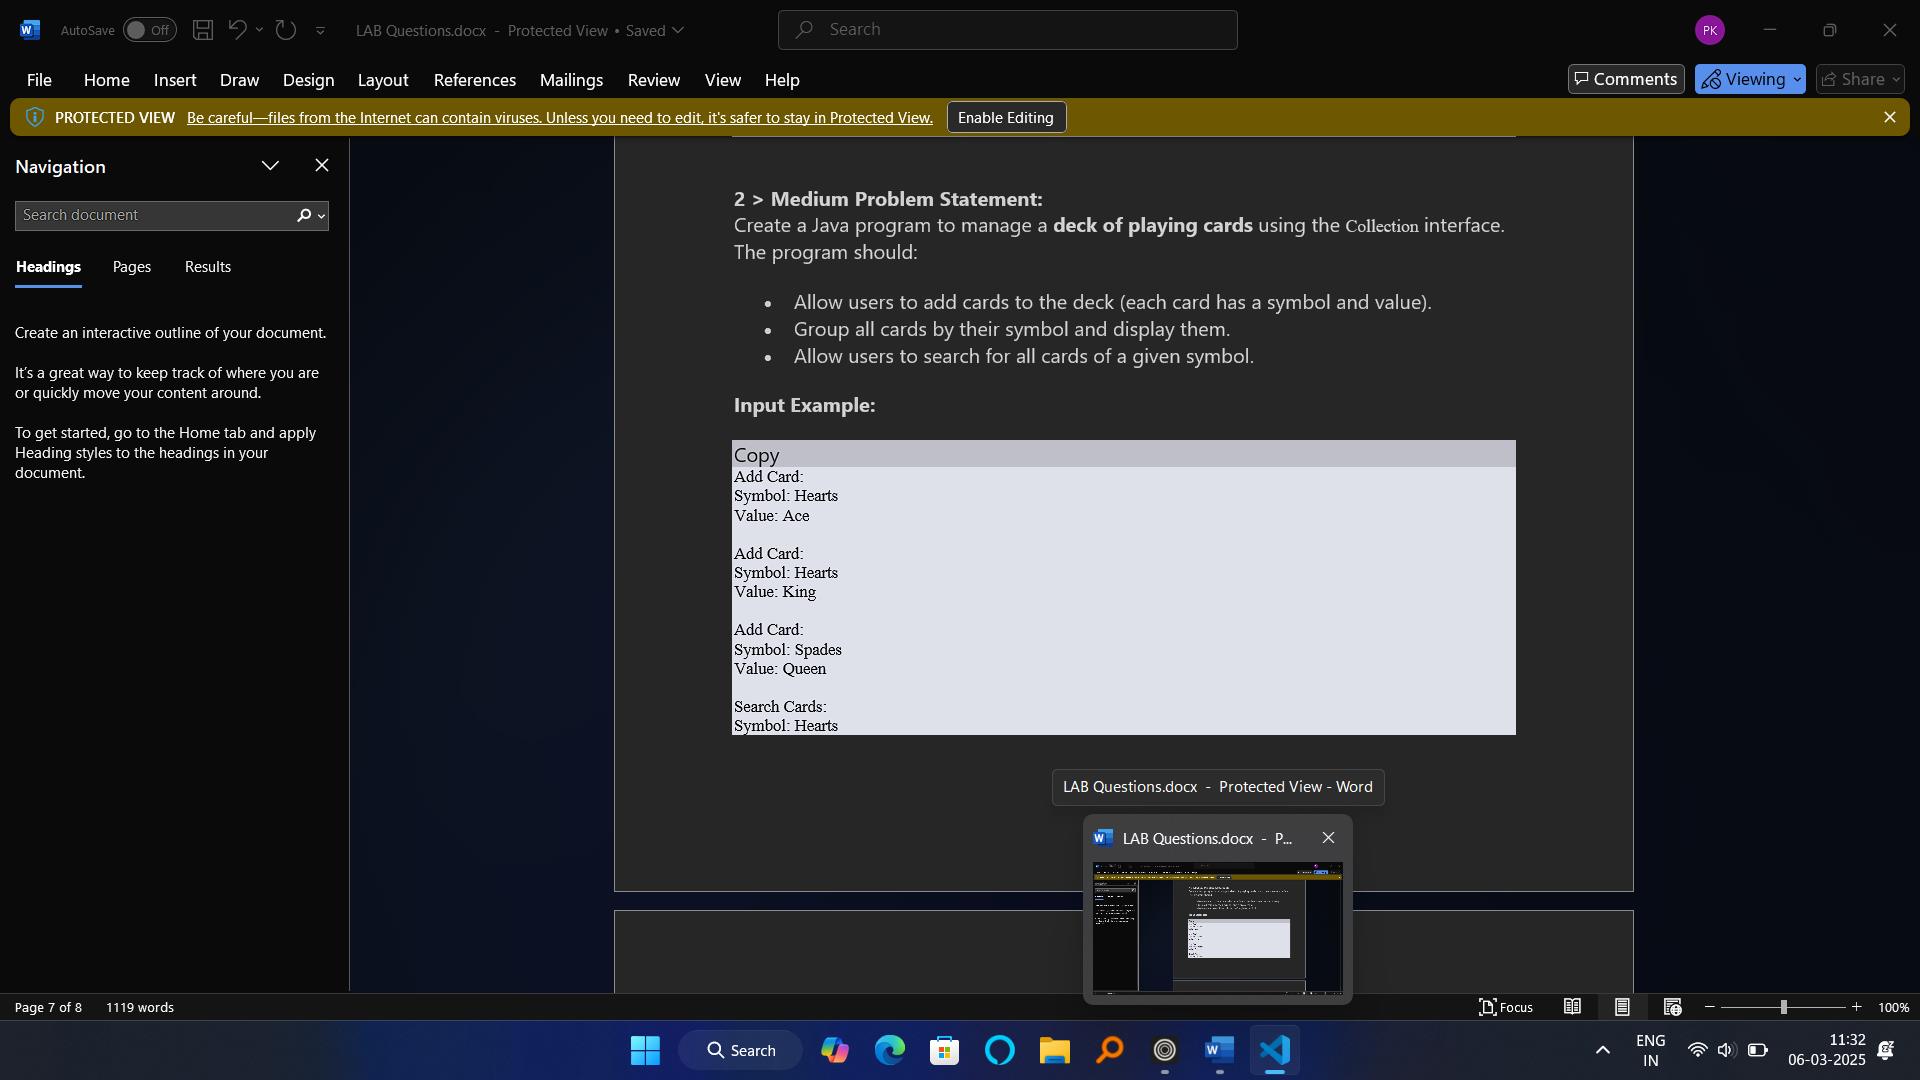 AutoSave Off LAB Questions.docx - Protected View • Saved Search PK
File Home Insert Draw Design Layout References Mailings Review View Help Comments Viewing Share
PROTECTED VIEW Be careful—files from the Internet can contain viruses. Unless you need to edit, it's safer to stay in Protected View. Enable Editing
Navigation
Search document
Headings Pages Results
Create an interactive outline of your document.
It's a great way to keep track of where you are
or quickly move your content around.
To get started, go to the Home tab and apply
Heading styles to the headings in your
document.
2 > Medium Problem Statement:
Create a Java program to manage a deck of playing cards using the Collection interface.
The program should:
• Allow users to add cards to the deck (each card has a symbol and value).
• Group all cards by their symbol and display them.
• Allow users to search for all cards of a given symbol.
Input Example:
Copy
Add Card:
Symbol: Hearts
Value: Ace
Add Card:
Symbol: Hearts
Value: King
Add Card:
Symbol: Spades
Value: Queen
Search Cards:
Symbol: Hearts
LAB Questions.docx - Protected View - Word
LAB Questions.docx - P...
Page 7 of 8 1119 words Focus 100%
Search ENG 11:32
IN 06-03-2025